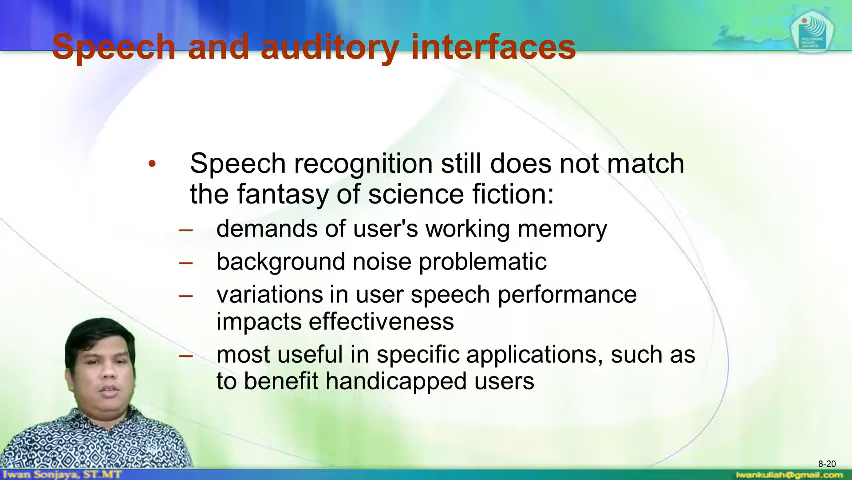 Speech and auditory interfaces
• Speech recognition still does not match
the fantasy of science fiction:
– demands of user's working memory
– background noise problematic
– variations in user speech performance
impacts effectiveness
– most useful in specific applications, such as
to benefit handicapped users
8-20
Iwan Sonjaya, ST.MT
iwankuliah@gmail.com